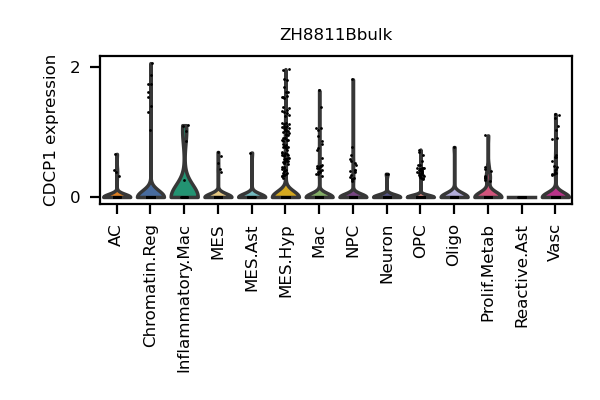 ZH8811Bbulk
CDCP1 expression
2
0
AC
Chromatin.Reg
Inflammatory.Mac
MES
MES.Ast
MES.Hyp
Mac
NPC
Neuron
OPC
Oligo
Prolif.Metab
Reactive.Ast
Vasc